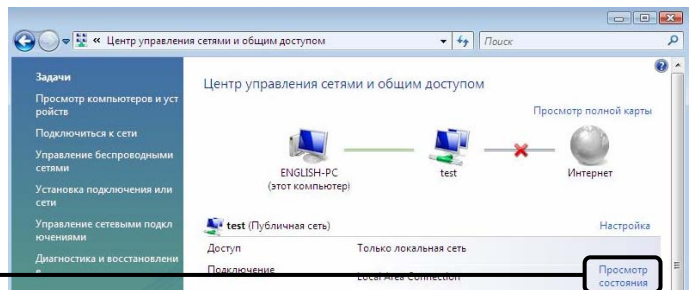 « Центр управления сетями и общим доступом
Поиск
Задачи
Просмотр компьютеров и уст
ройств
Подключиться к сети
Управление беспроводными
сетями
Установка подключения или
сети
Управление сетевыми подкл
ючениями
Диагностика и восстановлени
е
Центр управления сетями и общим доступом
Просмотр полной карты
ENGLISH-PC
(этот компьютер)
test
Интернет
test (Публичная сеть)
Настройка
Доступ
Только локальная сеть
Подключение
Local Area Connection
Просмотр
состояния